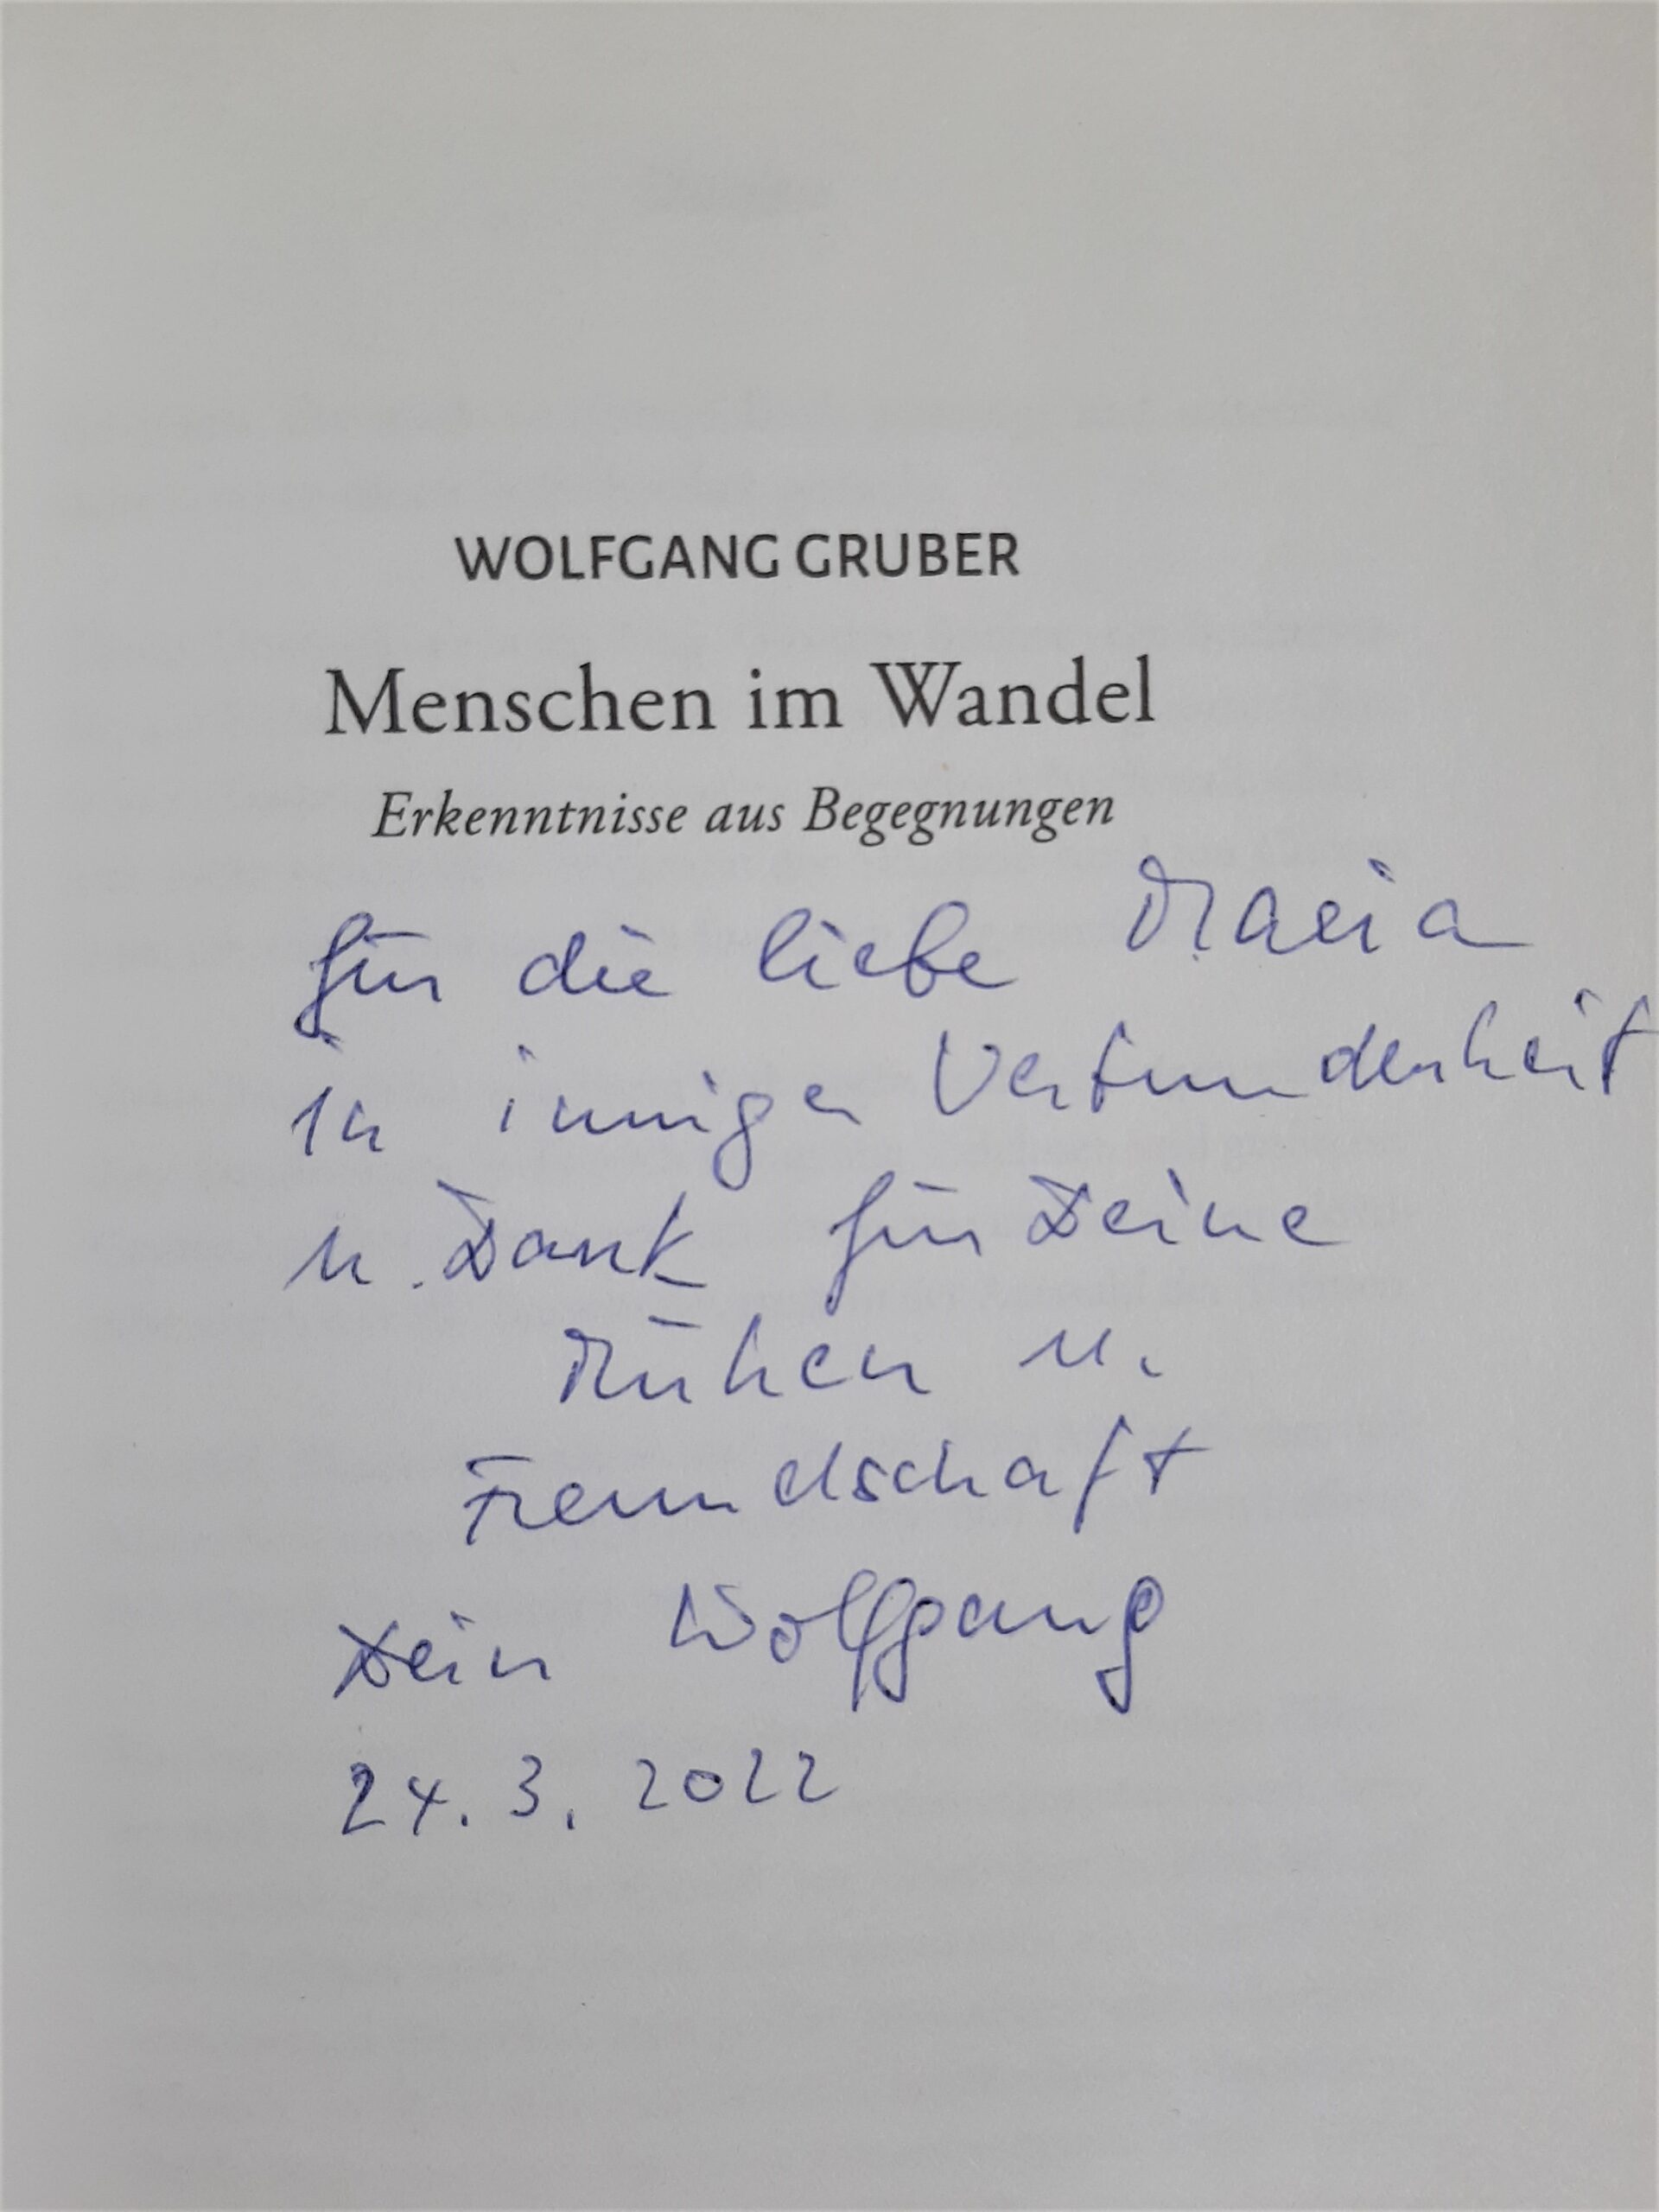 WOLFGANG GRUBER
Menschen im Wandel
Erkenntnisse aus Begegnungen
für die liebe Maria
in inniger Verbundenheit
u. Dank für Deine
Mühen u.
Freundschaft
Dein Wolfgang
24. 3. 2022